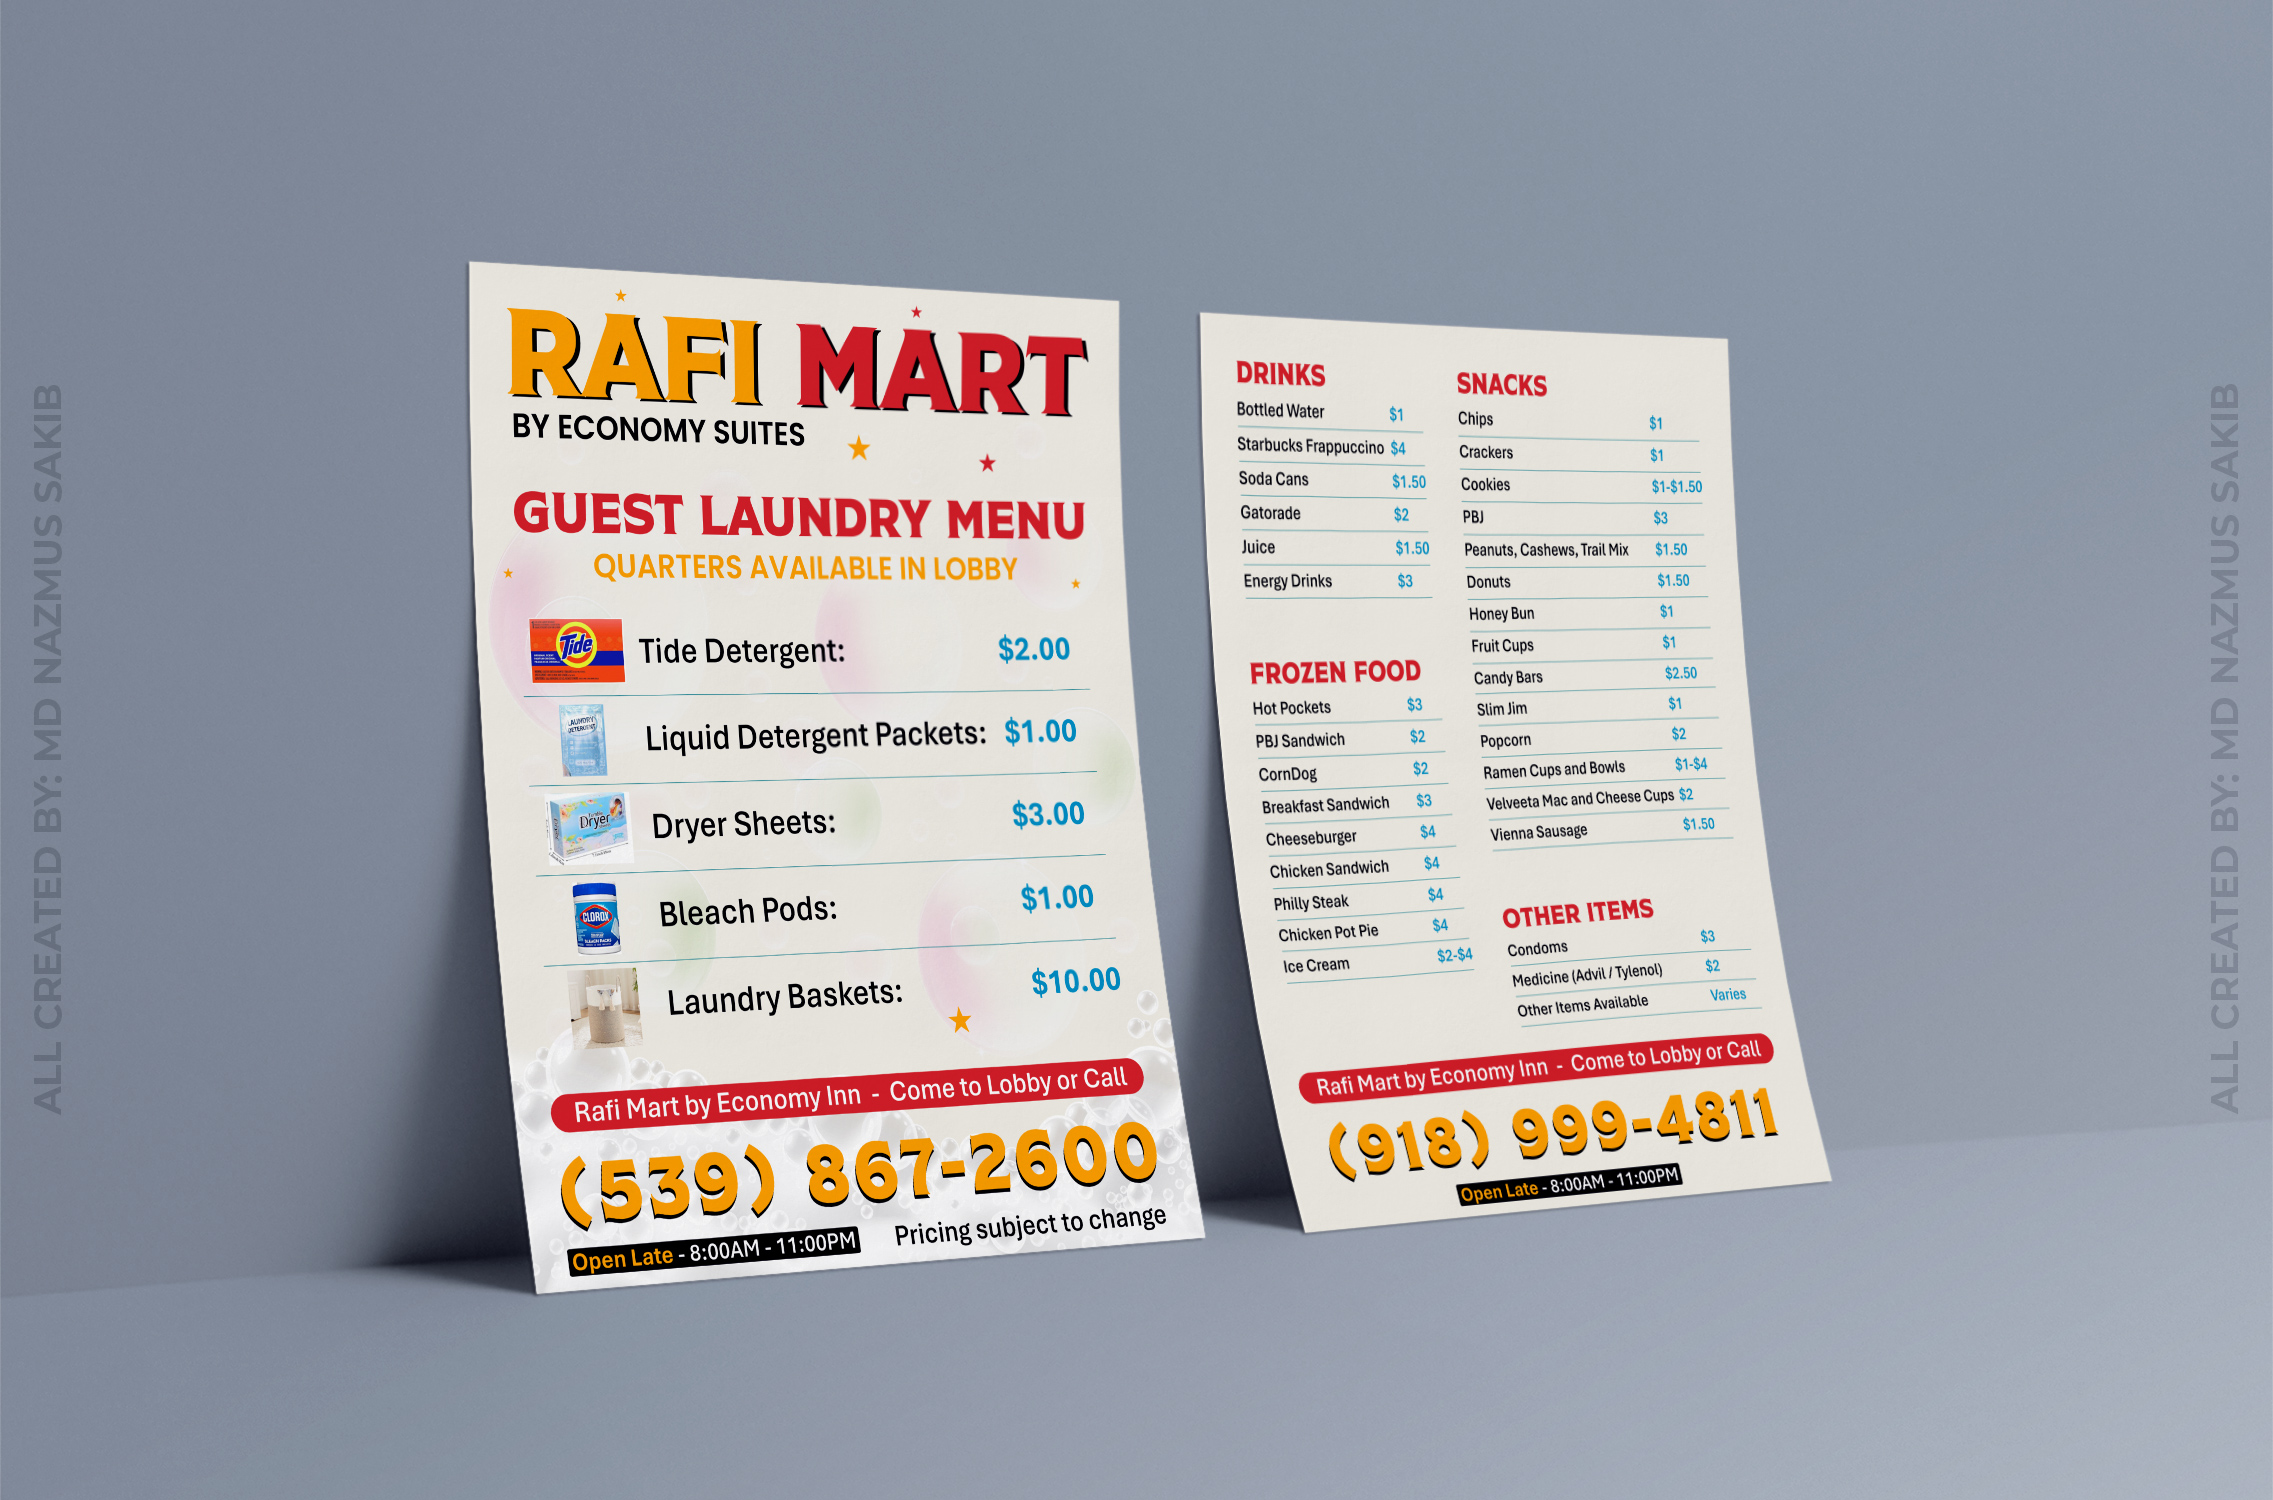 ALL CREATED BY: MD NAZMUS SAKIB
RAFI MART
BY ECONOMY SUITES
GUEST LAUNDRY MENU
QUARTERS AVAILABLE IN LOBBY
Tide
Tide Detergent: $2.00
LAUNDRY
DETERGENT
Liquid Detergent Packets: $1.00
Dryer
Dryer Sheets: $3.00
CLOROX
Bleach Pods: $1.00
Laundry Baskets: $10.00
Rafi Mart by Economy Inn - Come to Lobby or Call
(539) 867-2600
Open Late - 8:00AM - 11:00PM
Pricing subject to change
DRINKS
Bottled Water $1
Starbucks Frappuccino $4
Soda Cans $1.50
Gatorade $2
Juice $1.50
Energy Drinks $3
FROZEN FOOD
Hot Pockets $3
PBJ Sandwich $2
CornDog $2
Breakfast Sandwich $3
Cheeseburger $4
Chicken Sandwich $4
Philly Steak $4
Chicken Pot Pie $4
Ice Cream $2-$4
SNACKS
Chips $1
Crackers $1
Cookies $1-$1.50
PBJ $3
Peanuts, Cashews, Trail Mix $1.50
Donuts $1.50
Honey Bun $1
Fruit Cups $1
Candy Bars $2.50
Slim Jim $1
Popcorn $2
Ramen Cups and Bowls $1-$4
Velveeta Mac and Cheese Cups $2
Vienna Sausage $1.50
OTHER ITEMS
Condoms $3
Medicine (Advil / Tylenol) $2
Other Items Available Varies
Rafi Mart by Economy Inn - Come to Lobby or Call
(918) 999-4811
Open Late - 8:00AM - 11:00PM
ALL CREATED BY: MD NAZMUS SAKIB